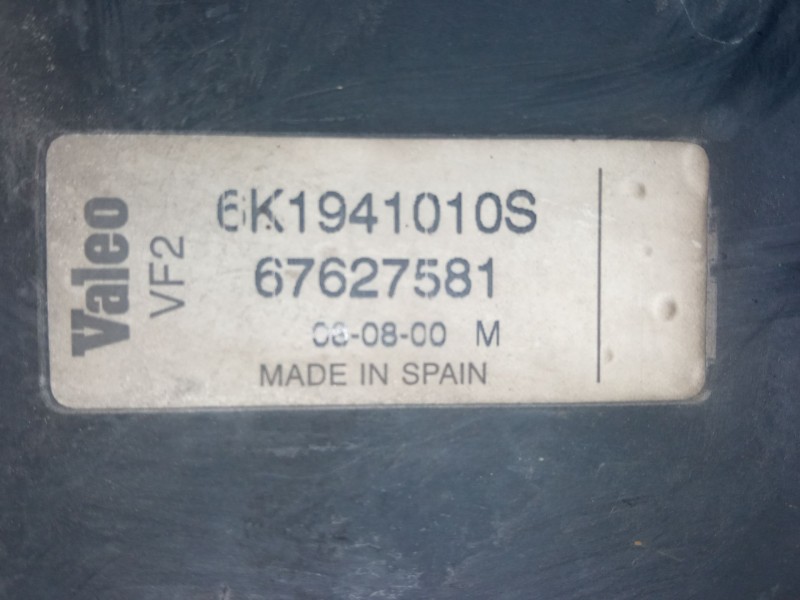 Valeo
VF2
6K1941010S
67627581
08-08-00 M
MADE IN SPAIN